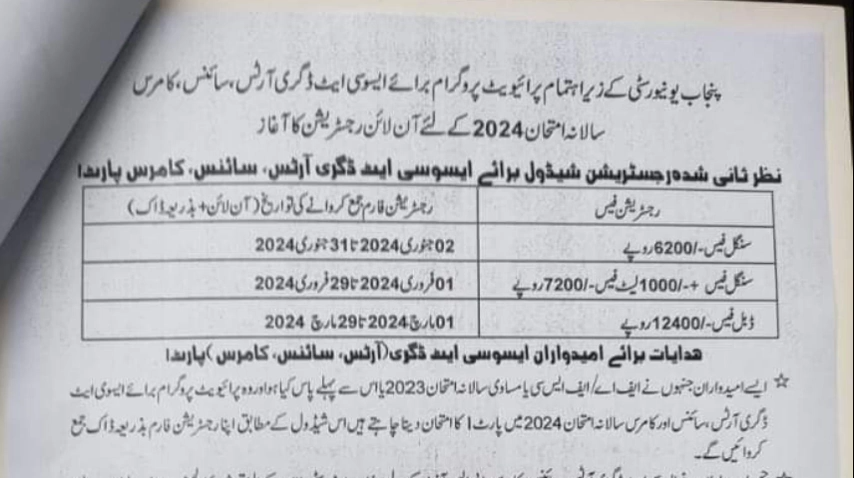 پنجاب یونیورسٹی کے زیر اہتمام پرائیویٹ پروگرام برائے ایسوسی ایٹ ڈگری آرٹس، سائنس، کامرس
سالانہ امتحان 2024 کے لئے آن لائن رجسٹریشن کا آغاز
نظر ثانی شدہ رجسٹریشن شیڈول برائے ایسوسی ایٹ ڈگری آرٹس، سائنس، کامرس پارٹ I
رجسٹریشن فیس رجسٹریشن فارم جمع کروانے کی تواریخ (آن لائن + بذریعہ ڈاک)
سنگل فیس -/6200 روپے 02 جنوری 2024 تا 31 جنوری 2024
سنگل فیس + -/1000 لیٹ فیس -/7200 روپے 01 فروری 2024 تا 29 فروری 2024
ڈبل فیس -/12400 روپے 01 مارچ 2024 تا 29 مارچ 2024
ھدایات برائے امیدواران ایسوسی ایٹ ڈگری (آرٹس، سائنس، کامرس) پارٹ I
☆ ایسے امیدواران جنہوں نے ایف اے/ایف ایس سی یا مساوی سالانہ امتحان 2023 یا اس سے پہلے پاس کیا ہو اور وہ پرائیویٹ پروگرام برائے ایسوسی ایٹ
ڈگری آرٹس، سائنس اور کامرس سالانہ امتحان 2024 میں پارٹ I کا امتحان دینا چاہتے ہیں اس شیڈول کے مطابق اپنا رجسٹریشن فارم بذریعہ ڈاک جمع
کروائیں گے۔